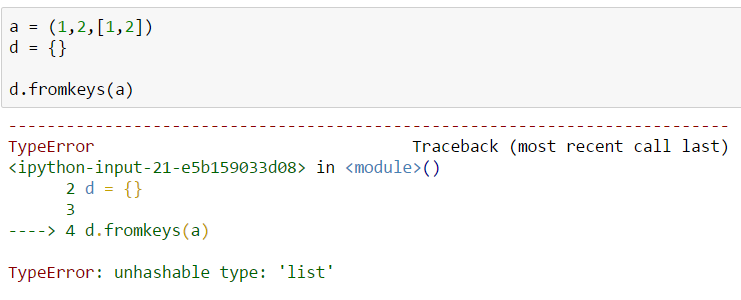 a = (1,2,[1,2])
d = {}
d.fromkeys(a)
---------------------------------------------------------------------------
TypeError                                 Traceback (most recent call last)
<ipython-input-21-e5b159033d08> in <module>()
      2 d = {}
      3
----> 4 d.fromkeys(a)
TypeError: unhashable type: 'list'